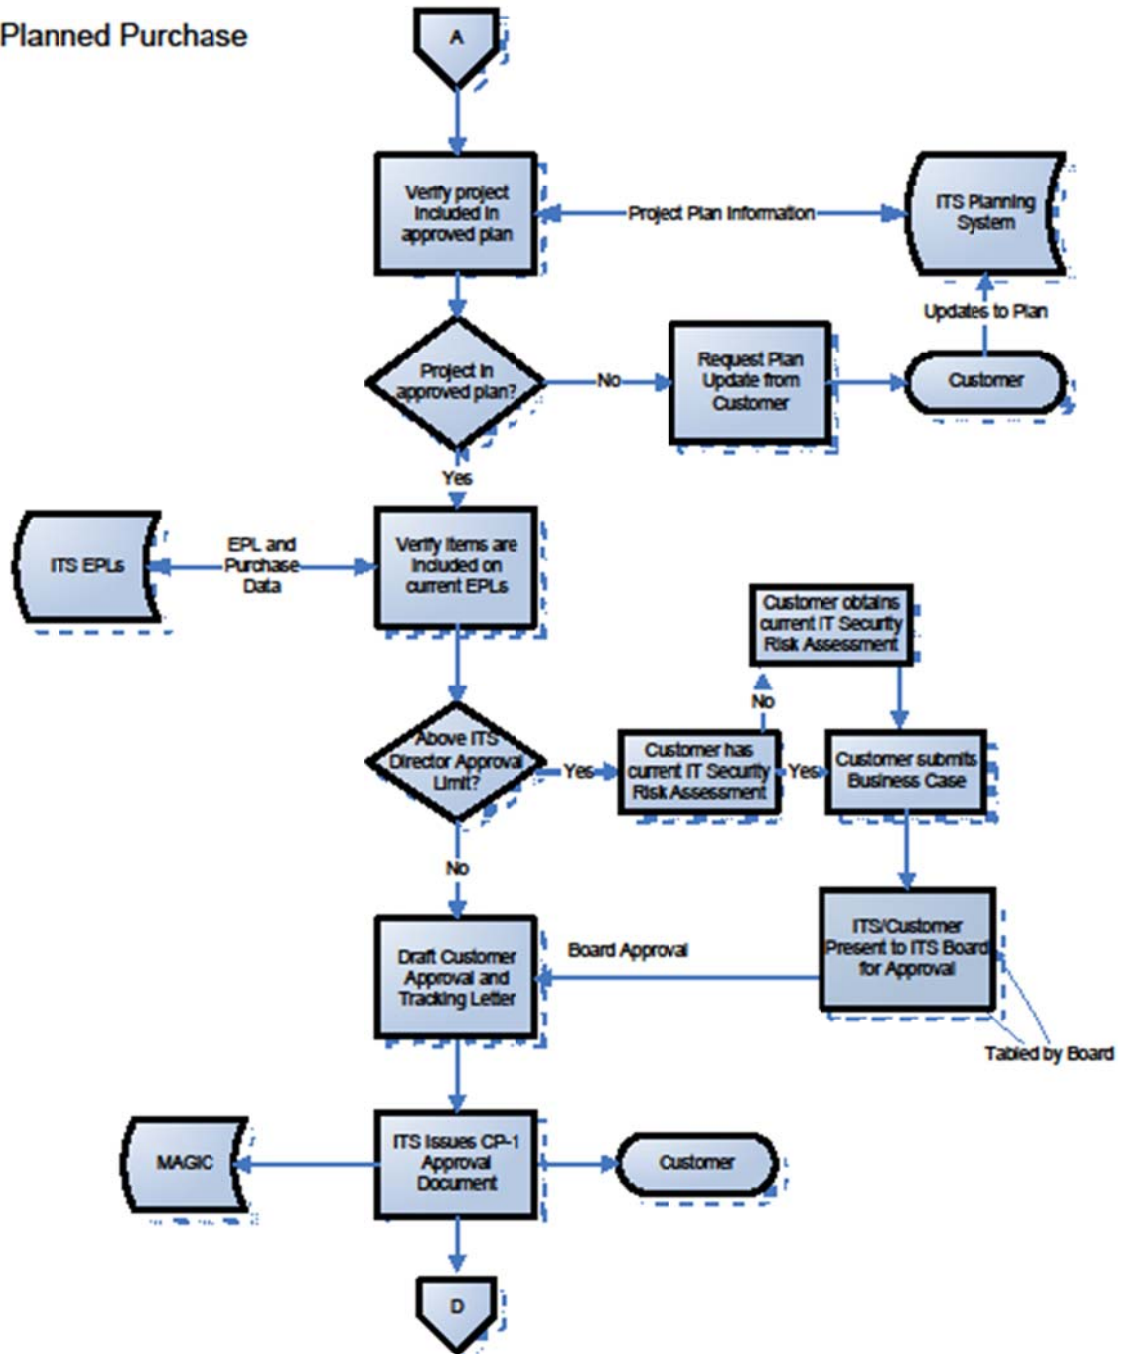 Planned Purchase
A
Verify project
included in
approved plan
Project Plan Information
ITS Planning
System
Updates to Plan
Project in
approved plan?
No
Request Plan
Update from
Customer
Customer
Yes
ITS EPLs
EPL and
Purchase
Data
Verify items are
included on
current EPLs
Customer obtains
current IT Security
Risk Assessment
No
Above ITS
Director Approval
Limit?
Yes
Customer has
current IT Security
Risk Assessment
Yes
Customer submits
Business Case
No
Draft Customer
Approval and
Tracking Letter
Board Approval
ITS/Customer
Present to ITS Board
for Approval
Tabled by Board
MAGIC
ITS Issues CP-1
Approval
Document
Customer
D